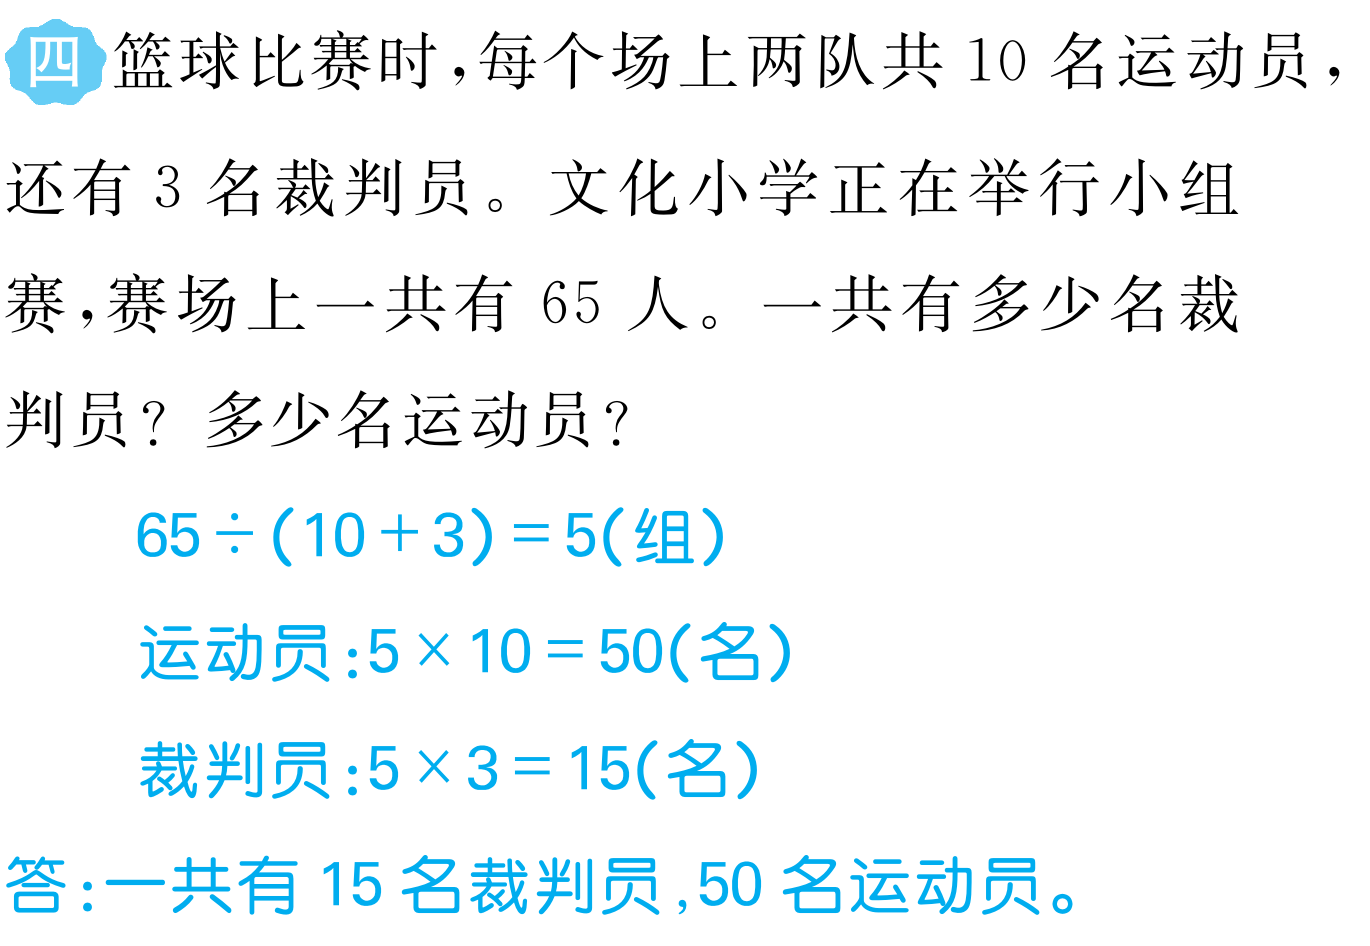 四 篮球比赛时,每个场上两队共 10 名运动员,
还有 3 名裁判员。文化小学正在举行小组
赛,赛场上一共有 65 人。一共有多少名裁
判员? 多少名运动员?
65÷(10+3)=5(组)
运动员:5×10=50(名)
裁判员:5×3=15(名)
答:一共有 15 名裁判员,50 名运动员。